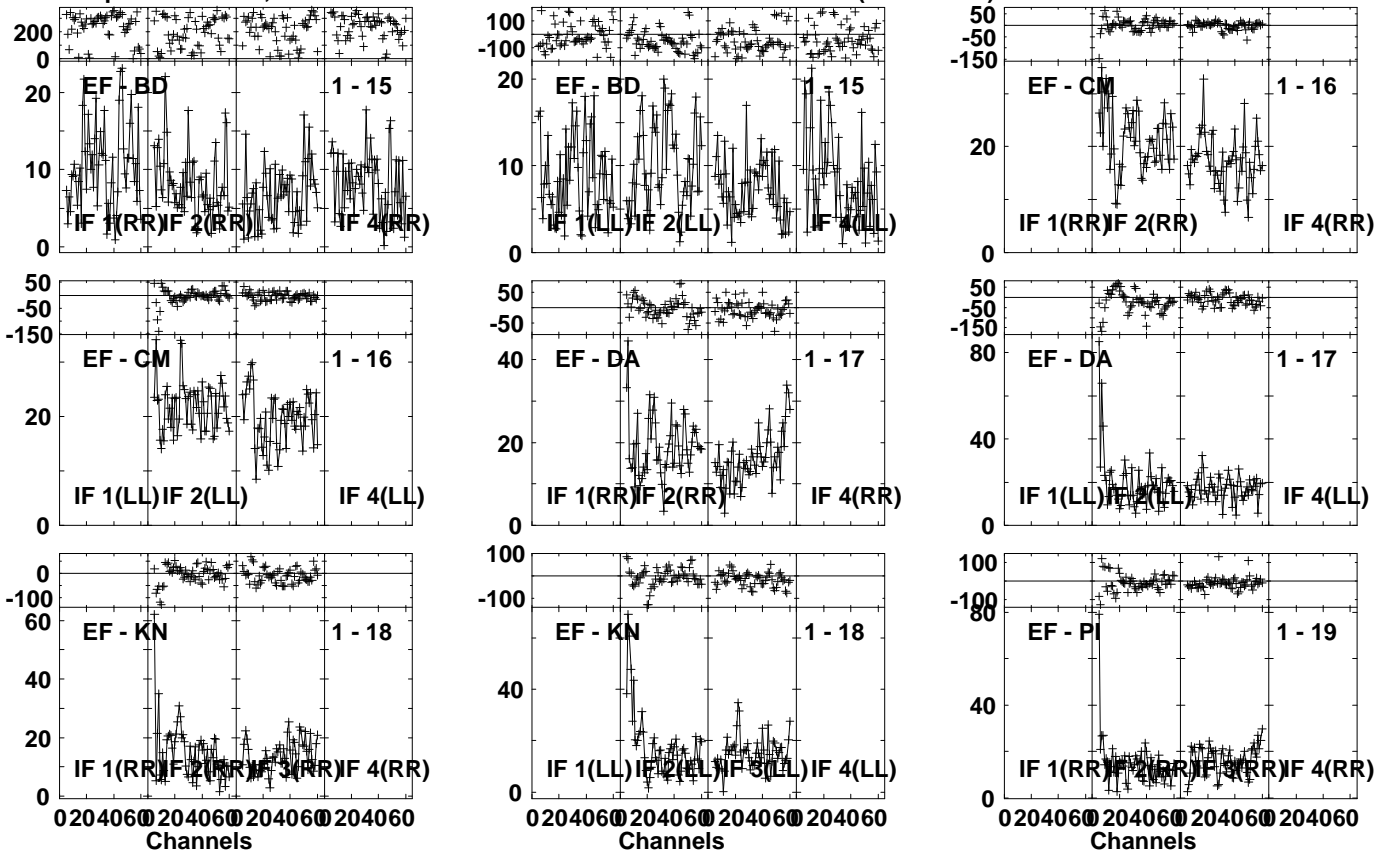 200
0
EF - BD
1 - 15
20
10
0
IF 1(RR)
IF 2(RR)
IF 4(RR)
100
-100
EF - BD
1 - 15
20
10
0
IF 1(LL)
IF 2(LL)
IF 4(LL)
50
-50
-150
EF - CM
1 - 16
20
0
IF 1(RR)
IF 2(RR)
IF 4(RR)
50
-50
-150
EF - CM
1 - 16
20
0
IF 1(LL)
IF 2(LL)
IF 4(LL)
50
-50
EF - DA
1 - 17
40
20
0
IF 1(RR)
IF 2(RR)
IF 4(RR)
50
-50
-150
EF - DA
1 - 17
80
40
0
IF 1(LL)
IF 2(LL)
IF 4(LL)
0
-100
EF - KN
1 - 18
60
40
20
0
IF 1(RR)
IF 2(RR)
IF 3(RR)
IF 4(RR)
0 20 40 60 0 20 40 60 0 20 40 60 0 20 40 60
Channels
100
-100
EF - KN
1 - 18
40
0
IF 1(LL)
IF 2(LL)
IF 3(LL)
IF 4(LL)
0 20 40 60 0 20 40 60 0 20 40 60 0 20 40 60
Channels
100
-100
EF - PI
1 - 19
80
40
0
IF 1(RR)
IF 2(RR)
IF 3(RR)
IF 4(RR)
0 20 40 60 0 20 40 60 0 20 40 60 0 20 40 60
Channels